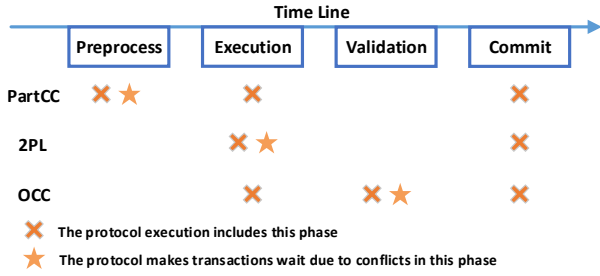 Time Line
Preprocess Execution Validation Commit
PartCC
2PL
OCC
The protocol execution includes this phase
The protocol makes transactions wait due to conflicts in this phase